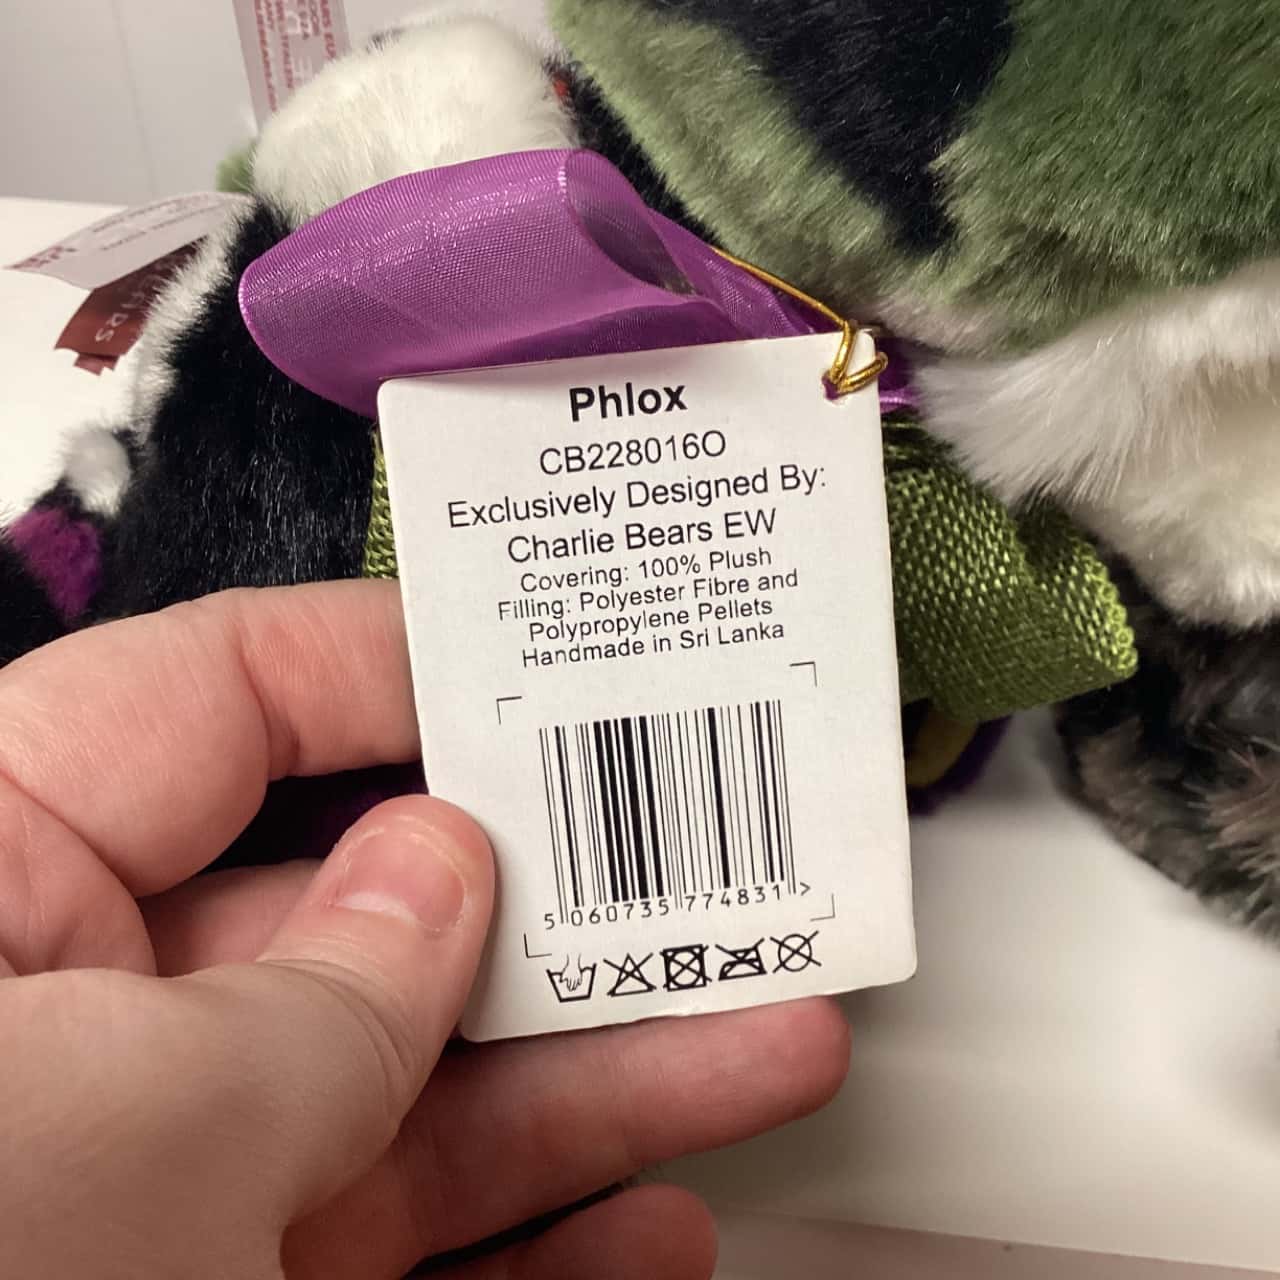 Phlox
CB228016O
Exclusively Designed By:
Charlie Bears EW
Covering: 100% Plush
Filling: Polyester Fibre and
Polypropylene Pellets
Handmade in Sri Lanka
5 060735 774831 >